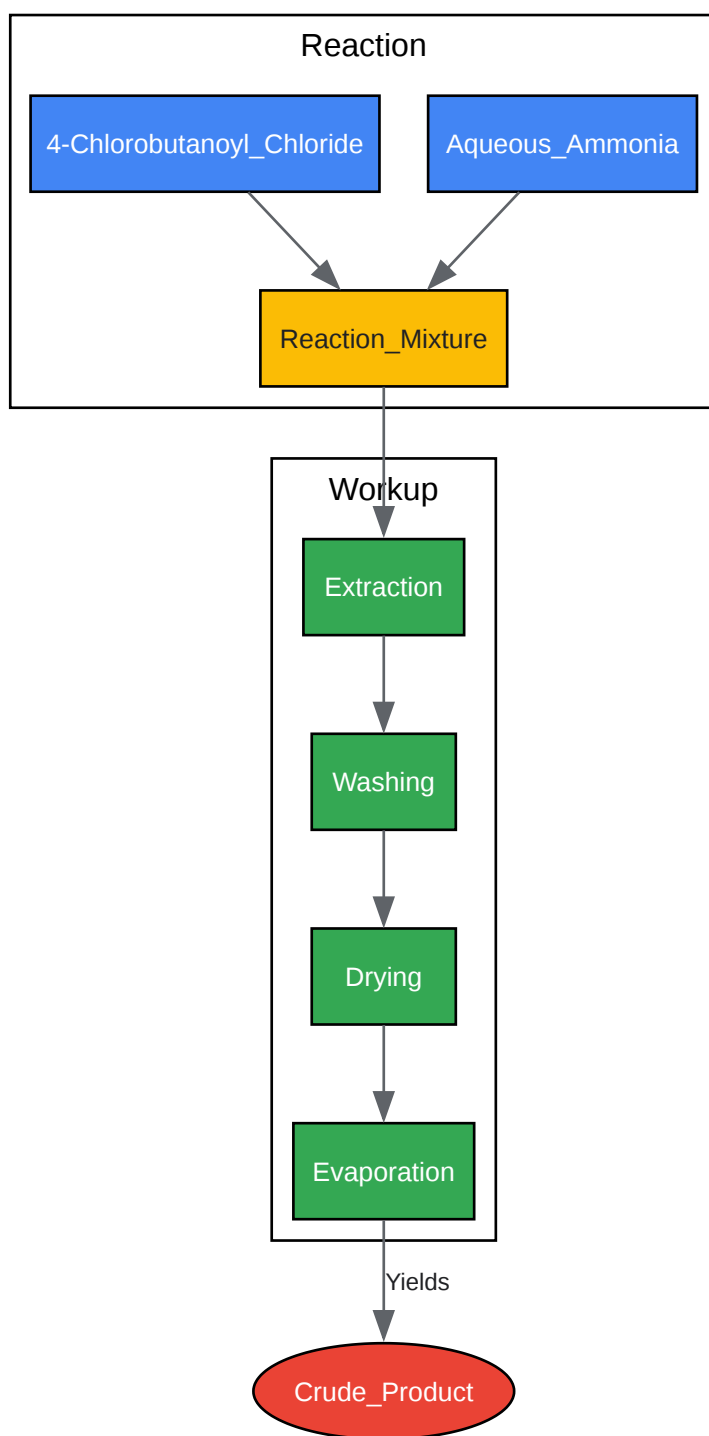 Reaction
4-Chlorobutanoyl_Chloride
Aqueous_Ammonia
Reaction_Mixture
Workup
Extraction
Washing
Drying
Evaporation
Yields
Crude_Product